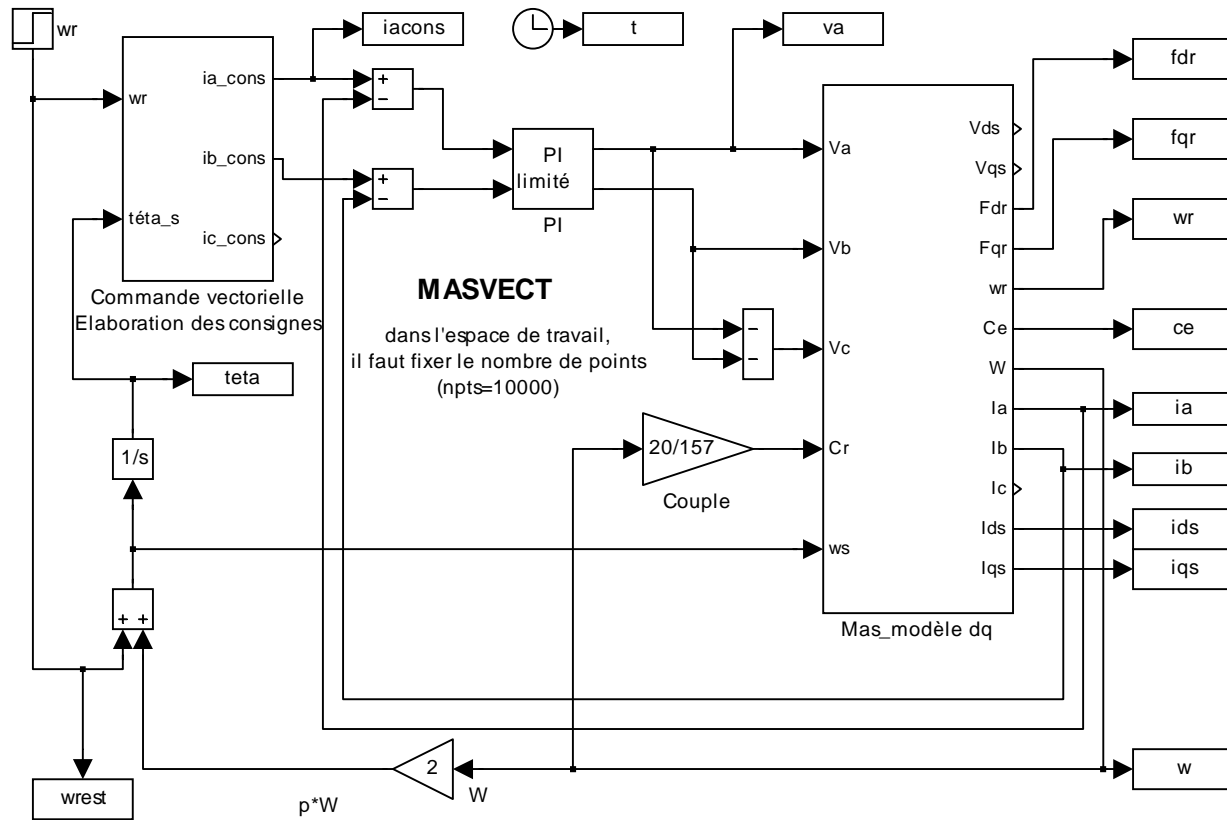 wr
iacons
t
va
fdr
ia_cons
wr
ib_cons
téta_s
ic_cons
Commande vectorielle
Elaboration des consignes
+
−
+
−
PI
limité
PI
MASVECT
dans l'espace de travail,
il faut fixer le nombre de points
(npts=10000)
−
−
Va
Vb
Vc
Cr
ws
Vds
Vqs
Fdr
Fqr
wr
Ce
W
Ia
Ib
Ic
Ids
Iqs
Mas_modèle dq
fqr
wr
ce
ia
ib
ids
iqs
teta
1/s
20/157
Couple
+ +
2
W
p*W
wrest
w